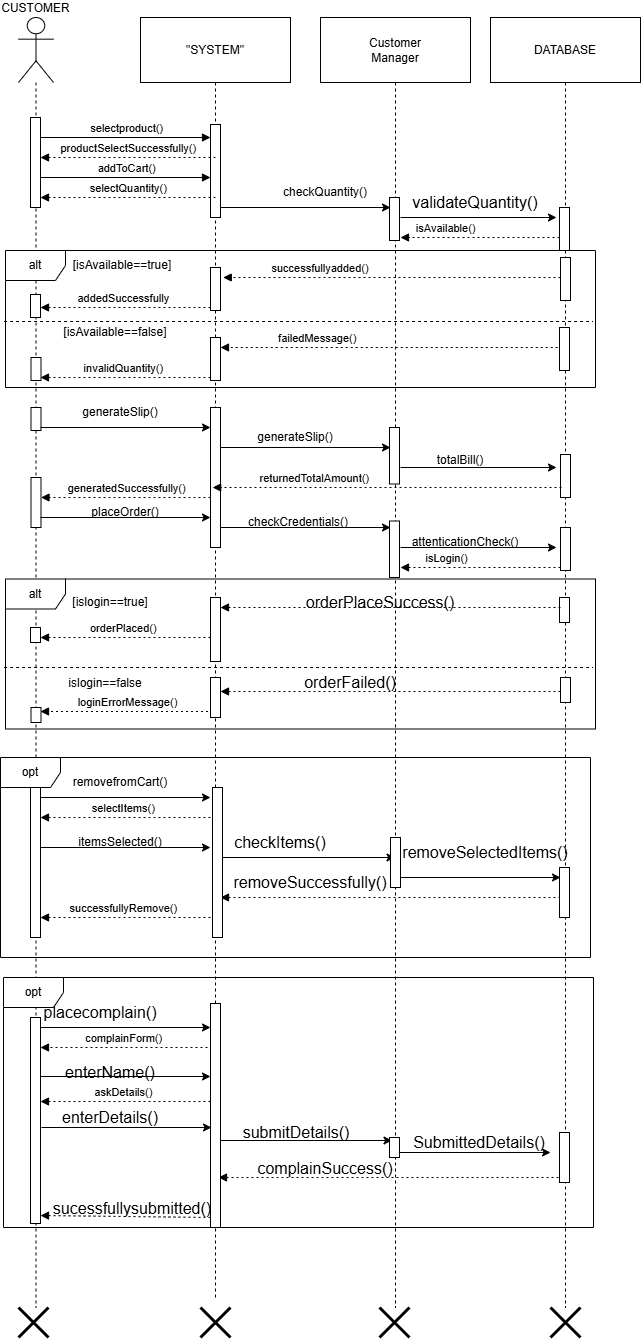 CUSTOMER
"SYSTEM"
Customer
Manager
DATABASE
selectproduct()
productSelectSuccessfully()
addToCart()
selectQuantity()
checkQuantity()
validateQuantity()
isAvailable()
alt
[isAvailable==true]
successfullyadded()
addedSuccessfully
[isAvailable==false]
failedMessage()
invalidQuantity()
generateSlip()
generateSlip()
totalBill()
returnedTotalAmount()
generatedSuccessfully()
placeOrder()
checkCredentials()
attenticationCheck()
isLogin()
alt
[islogin==true]
orderPlaceSuccess()
orderPlaced()
islogin==false
orderFailed()
loginErrorMessage()
opt
removefromCart()
selectItems()
itemsSelected()
checkItems()
removeSelectedItems()
removeSuccessfully()
successfullyRemove()
opt
placecomplain()
complainForm()
enterName()
askDetails()
enterDetails()
submitDetails()
SubmittedDetails()
complainSuccess()
sucessfullysubmitted()